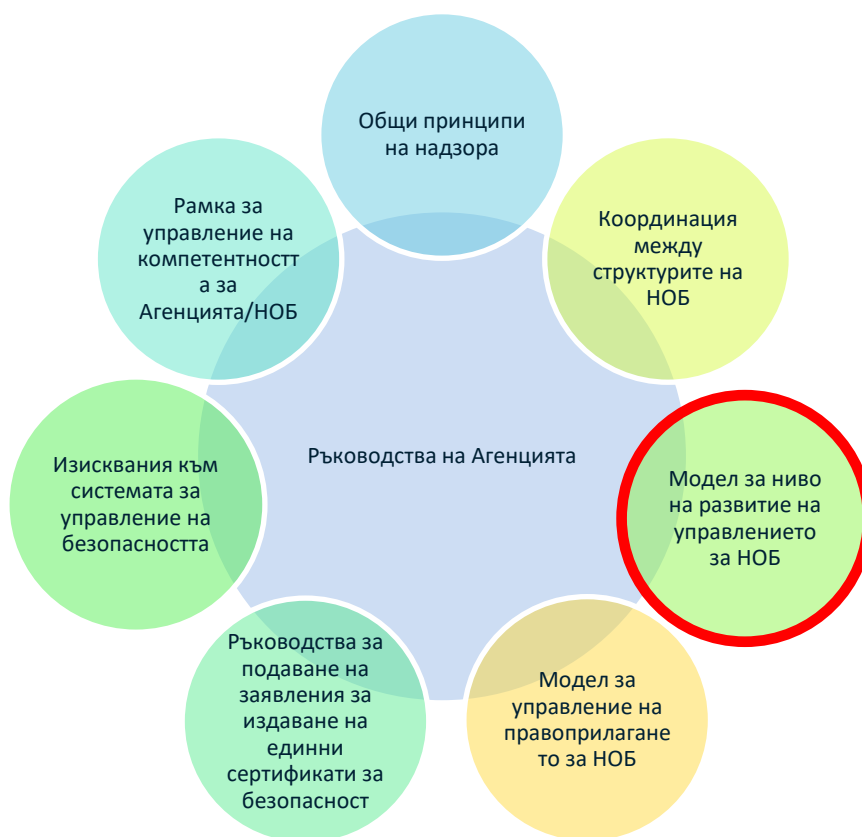 Общи принципи
на надзора
Координация
между
структурите на
НОБ
Модел за ниво
на развитие на
управлението
за НОБ
Модел за
управление на
правоприлагане
то за НОБ
Ръководства за
подаване на
заявления за
издаване на
единни
сертификати за
безопасност
Изисквания към
системата за
управление на
безопасността
Рамка за
управление на
компетентностт
а за
Агенцията/НОБ
Ръководства на Агенцията